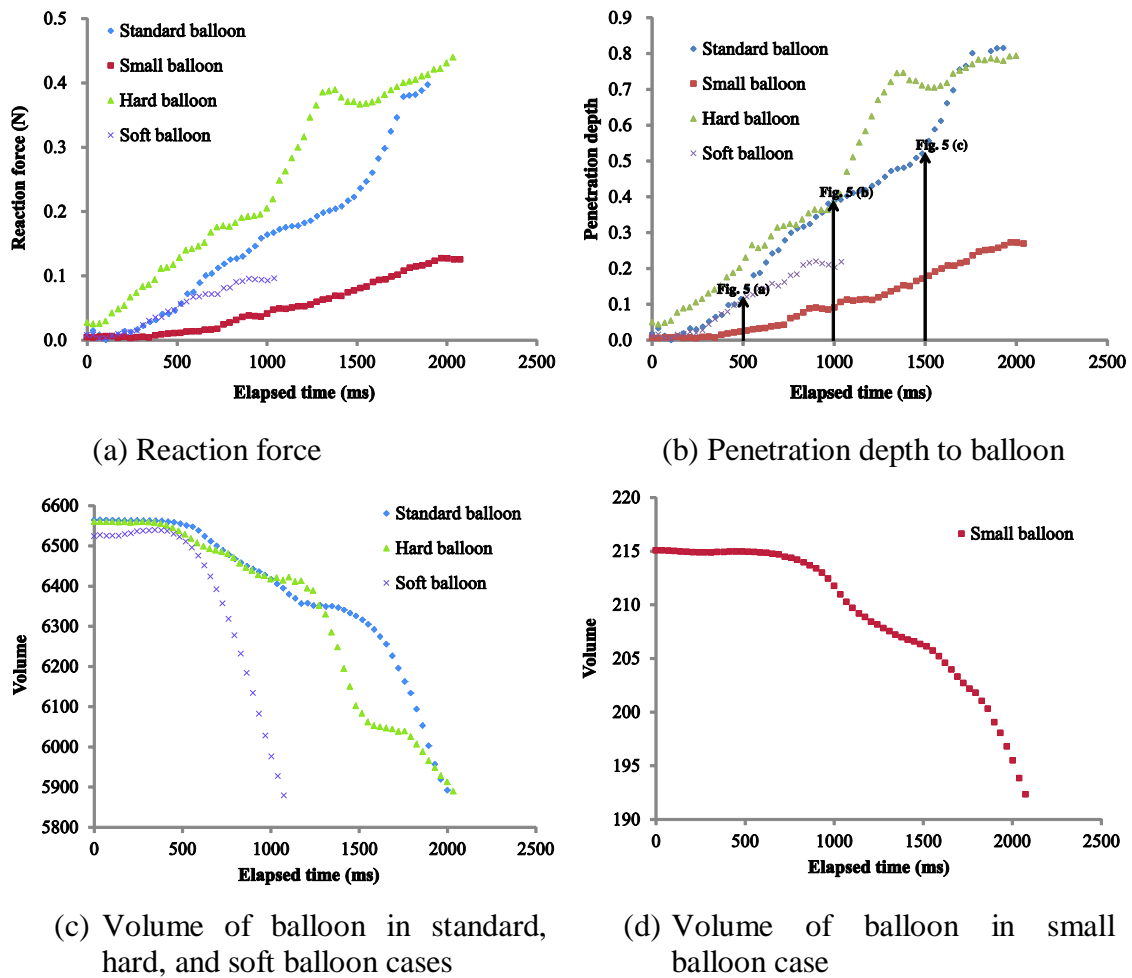 Standard balloon
Small balloon
Hard balloon
Soft balloon
Reaction force (N)
0.5
0.4
0.3
0.2
0.1
0.0
0 500 1000 1500 2000 2500
Elapsed time (ms)
(a) Reaction force
Standard balloon
Small balloon
Hard balloon
Soft balloon
Penetration depth
0.9
0.8
0.7
0.6
0.5
0.4
0.3
0.2
0.1
0.0
Fig. 5 (a)
Fig. 5 (b)
Fig. 5 (c)
0 500 1000 1500 2000 2500
Elapsed time (ms)
(b) Penetration depth to balloon
Standard balloon
Hard balloon
Soft balloon
Volume
6600
6500
6400
6300
6200
6100
6000
5900
5800
0 500 1000 1500 2000 2500
Elapsed time (ms)
(c) Volume of balloon in standard,
hard, and soft balloon cases
Small balloon
Volume
220
215
210
205
200
195
190
0 500 1000 1500 2000 2500
Elapsed time (ms)
(d) Volume of balloon in small
balloon case